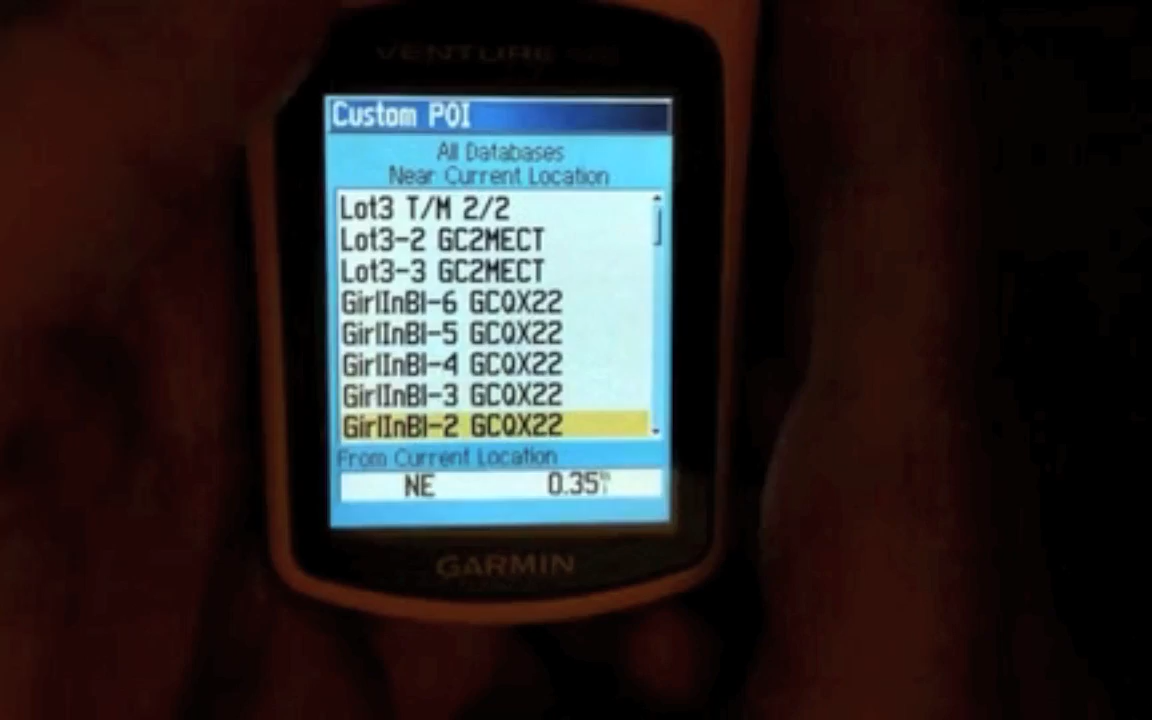 VENTURE HC
Custom POI
All Databases
Near Current Location
Lot3 T/M 2/2
Lot3-2 GC2MECT
Lot3-3 GC2MECT
GirlInBl-6 GCQX22
GirlInBl-5 GCQX22
GirlInBl-4 GCQX22
GirlInBl-3 GCQX22
GirlInBl-2 GCQX22
From Current Location
NE 0.35 mi
GARMIN